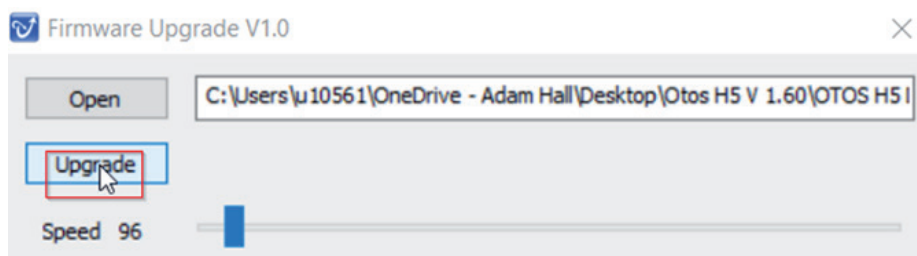 Firmware Upgrade V1.0
Open C:\Users\u10561\OneDrive - Adam Hall\Desktop\Otos H5 V 1.60\OTOS H5
Upgrade
Speed 96